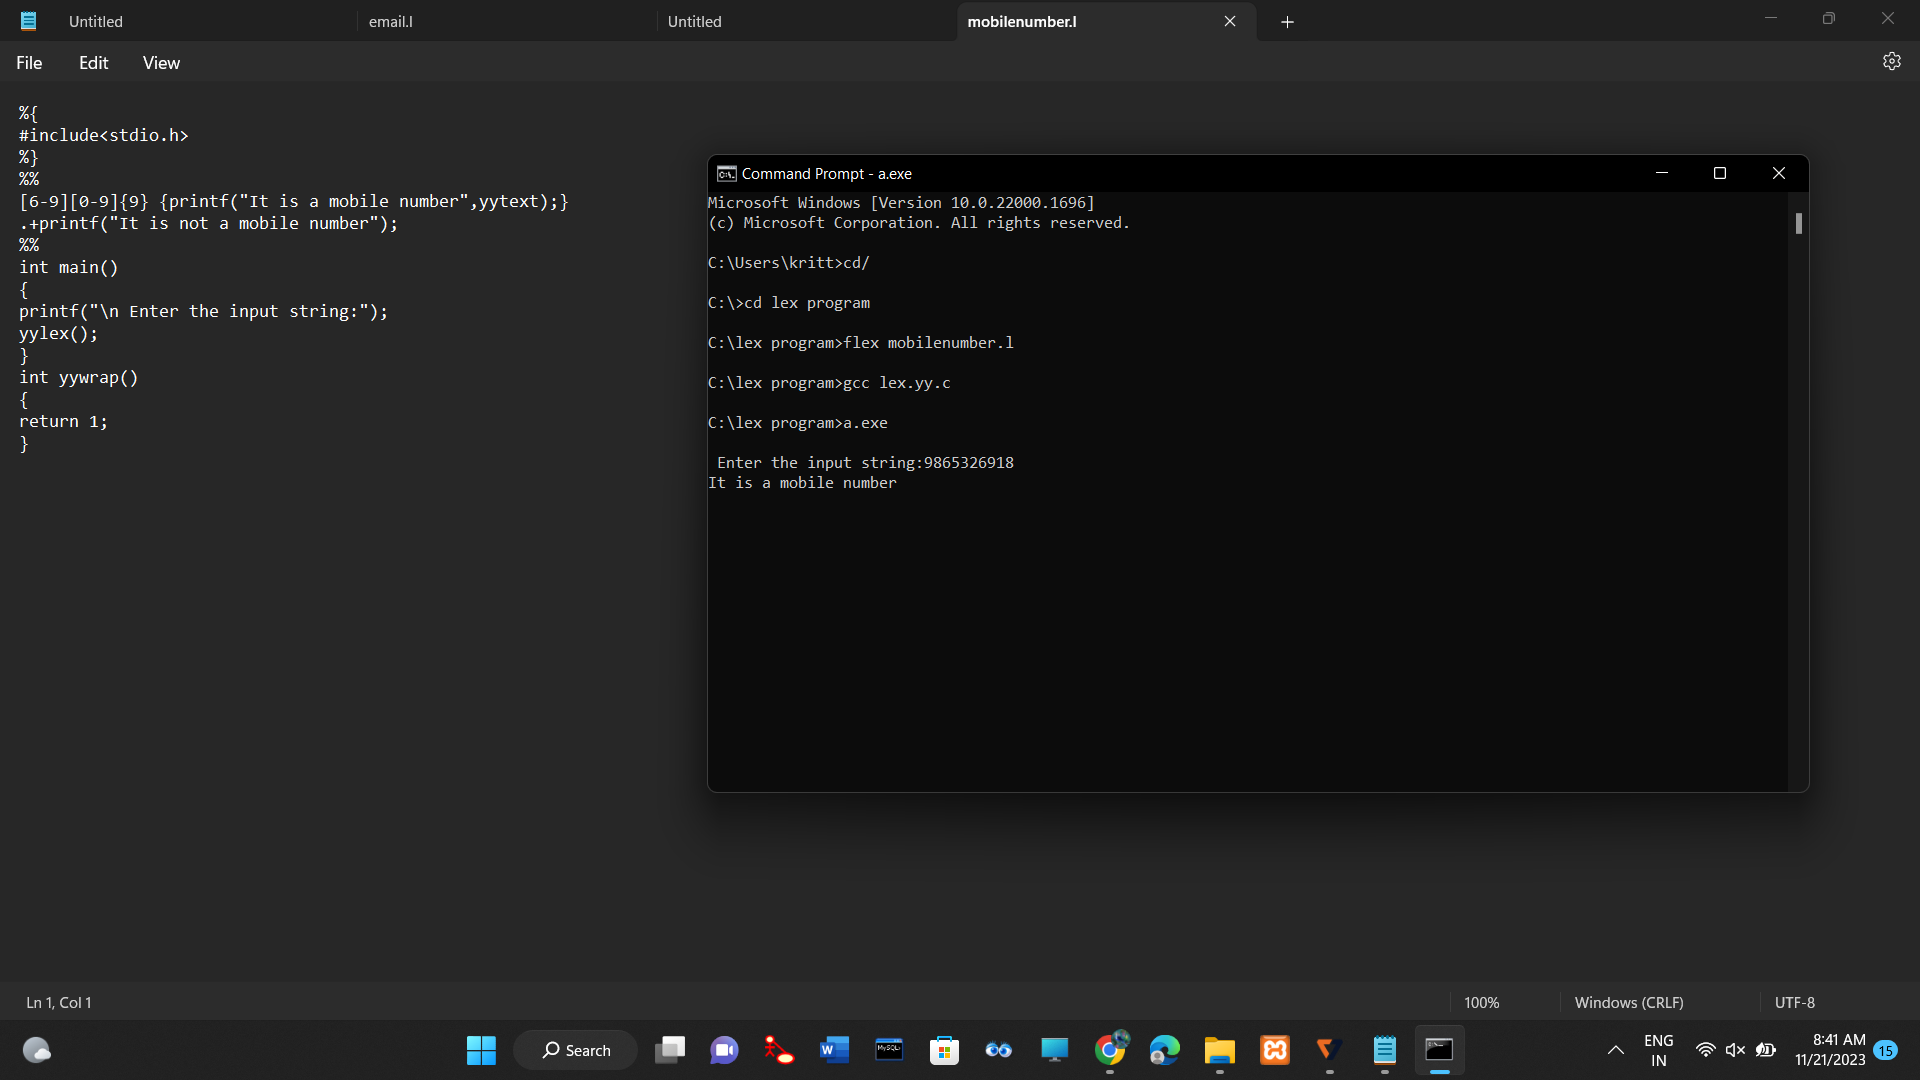 Untitled
email.l
Untitled
mobilenumber.l
File Edit View
%{
#include<stdio.h>
%}
%%
[6-9][0-9]{9} {printf("It is a mobile number",yytext);}
.+printf("It is not a mobile number");
%%
int main()
{
printf("\n Enter the input string:");
yylex();
}
int yywrap()
{
return 1;
}
Command Prompt - a.exe
Microsoft Windows [Version 10.0.22000.1696]
(c) Microsoft Corporation. All rights reserved.
C:\Users\kritt>cd/
C:\>cd lex program
C:\lex program>flex mobilenumber.l
C:\lex program>gcc lex.yy.c
C:\lex program>a.exe
Enter the input string:9865326918
It is a mobile number
Ln 1, Col 1
100%
Windows (CRLF)
UTF-8
Search
W
MySQL
ENG
IN
8:41 AM
11/21/2023
15